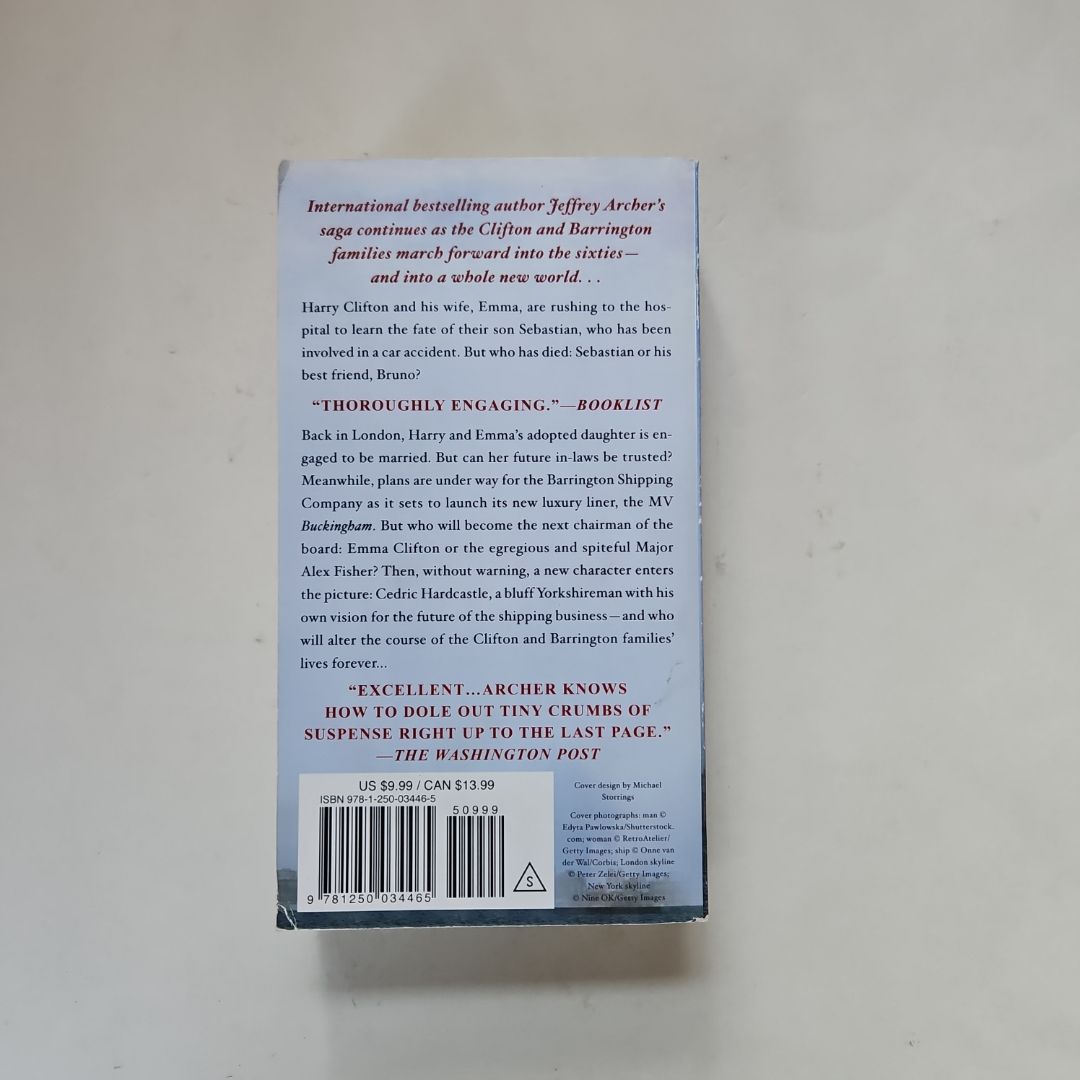 International bestselling author Jeffrey Archer's
saga continues as the Clifton and Barrington
families march forward into the sixties—
and into a whole new world. . .
Harry Clifton and his wife, Emma, are rushing to the hos-
pital to learn the fate of their son Sebastian, who has been
involved in a car accident. But who has died: Sebastian or his
best friend, Bruno?
“THOROUGHLY ENGAGING.”—BOOKLIST
Back in London, Harry and Emma's adopted daughter is en-
gaged to be married. But can her future in-laws be trusted?
Meanwhile, plans are under way for the Barrington Shipping
Company as it sets to launch its new luxury liner, the MV
Buckingham. But who will become the next chairman of the
board: Emma Clifton or the egregious and spiteful Major
Alex Fisher? Then, without warning, a new character enters
the picture: Cedric Hardcastle, a bluff Yorkshireman with his
own vision for the future of the shipping business—and who
will alter the course of the Clifton and Barrington families'
lives forever...
“EXCELLENT...ARCHER KNOWS
HOW TO DOLE OUT TINY CRUMBS OF
SUSPENSE RIGHT UP TO THE LAST PAGE.”
—THE WASHINGTON POST
US $9.99 / CAN $13.99
ISBN 978-1-250-03446-5
50999
9 781250 034465
S
Cover design by Michael
Storrings
Cover photographs: man ©
Edyta Pawlowska/Shutterstock.
com; woman © RetroAtelier/
Getty Images; ship © Onne van
der Wal/Corbis; London skyline
© Peter Zelei/Getty Images;
New York skyline
© Nine OK/Getty Images